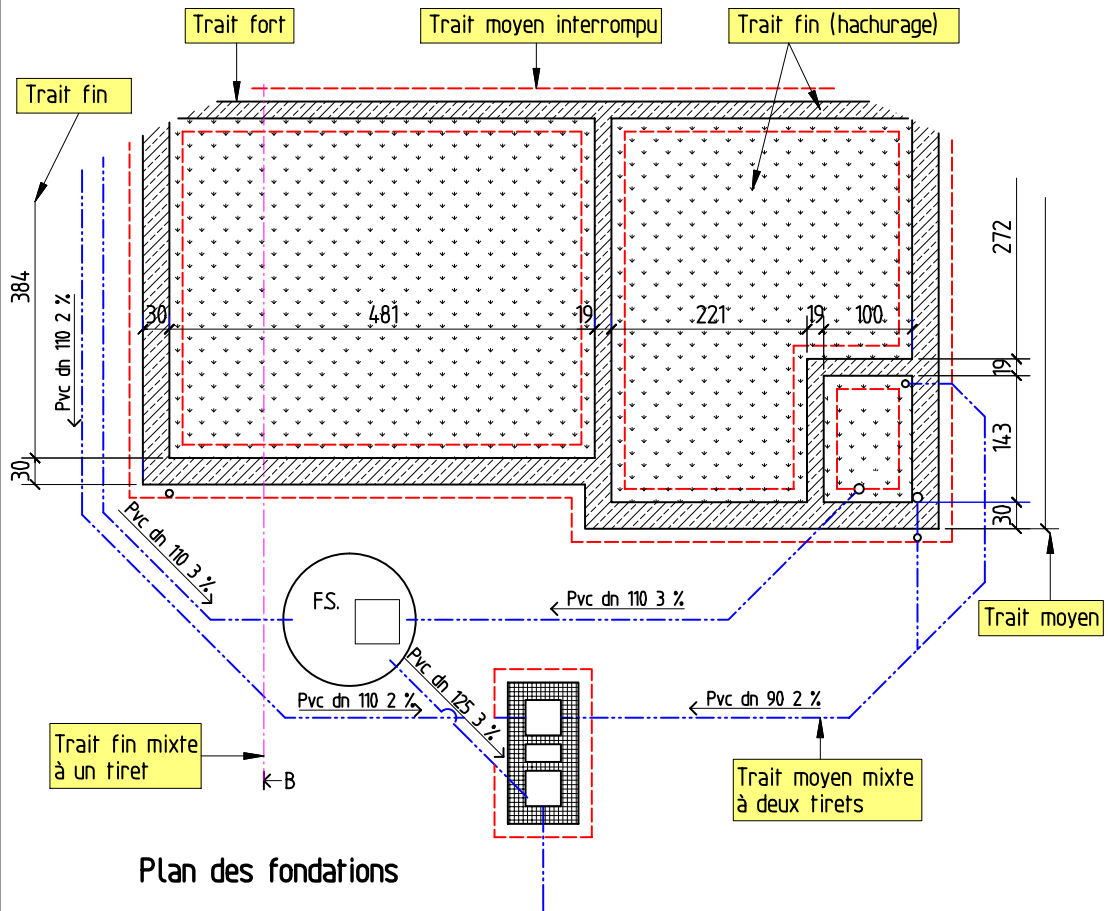 Trait fort
Trait moyen interrompu
Trait fin (hachurage)
Trait fin
384
30
Pvc dn 110 2 %
30
481
19
221
19
100
272
19
143
30
Pvc dn 110 3 %
F.S.
Pvc dn 110 3 %
Trait moyen
Pvc dn 125 3 %
Pvc dn 110 2 %
Pvc dn 90 2 %
Trait fin mixte
à un tiret
B
Trait moyen mixte
à deux tirets
Plan des fondations